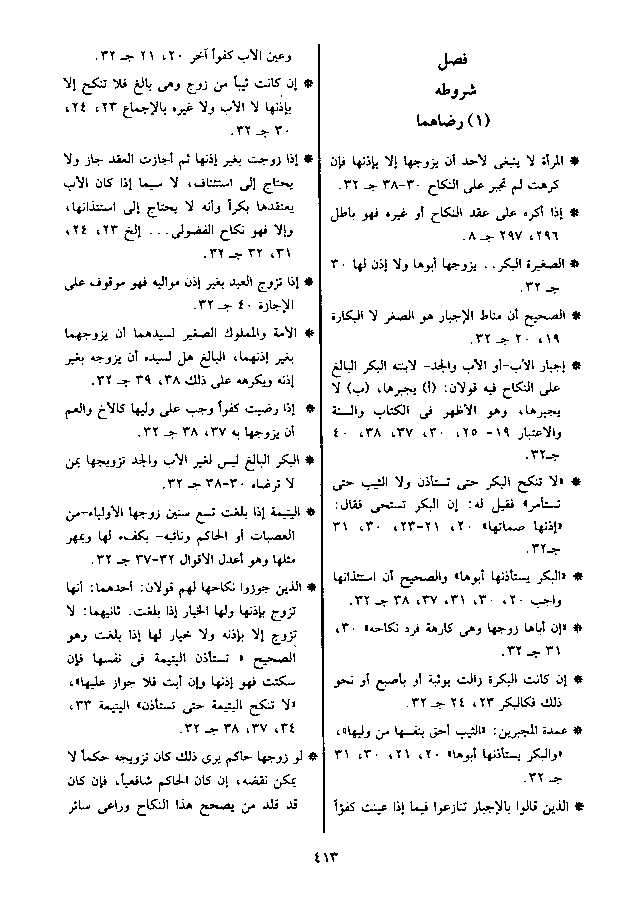 فصل
شروطه
(١) رضاهما
* المرأة لا ينبغى لأحد أن يزوجها إلا بإذنها فإن
كرهت لم تجبر على النكاح ٣٠-٣٨ جـ ٣٢.
* إذا أكره على عقد النكاح أو غيره فهو باطل
٢٩٦، ٢٩٧ جـ ٨.
* الصغيرة البكر.. يزوجها أبوها ولا إذن لها ٣٠
جـ ٣٢.
* الصحيح أن مناط الإجبار هو الصغر لا البكارة
١٩، ٢٠ جـ ٣٢.
* إجبار الأب-أو الأب والجد- لابنته البكر البالغ
على النكاح فيه قولان: (أ) يجبرها، (ب) لا
يجبرها، وهو الأظهر فى الكتاب والسنة
والاعتبار ١٩- ٢٥، ٣٠، ٣٧، ٣٨، ٤٠
جـ٣٢.
* «لا تنكح البكر حتى تستأذن ولا الثيب حتى
تستأمر» فقيل له: إن البكر تستحى فقال:
«إذنها صماتها» ٢٠، ٢١-٢٣، ٣٠، ٣١
جـ٣٢.
* «البكر يستأذنها أبوها» والصحيح أن استئذانها
واجب ٢٠، ٣٠، ٣١، ٣٧، ٣٨ جـ ٣٢.
* «إن أباها زوجها وهى كارهة فرد نكاحه» ٣٠،
٣١ جـ ٣٢.
* إن كانت البكرة زالت بوثبة أو بأصبع أو نحو
ذلك فكالبكر ٢٣، ٢٤ جـ ٣٢.
* عمدة المجبرين: «الثيب أحق بنفسها من وليها»،
«والبكر يستأذنها أبوها» ٢٠، ٢١، ٣٠، ٣١
جـ ٣٢.
* الذين قالوا بالإجبار تنازعوا فيما إذا عينت كفؤاً
وعين الأب كفوأ آخر ٢٠، ٢١ جـ ٣٢.
* إن كانت ثيباً من زوج وهى بالغ فلا تنكح إلا
بإذنها لا الأب ولا غيره بالإجماع ٢٣، ٢٤،
٣٠ جـ ٣٢.
* إذا زوجت بغير إذنها ثم أجازت العقد جاز ولا
يحتاج إلى استئناف، لا سيما إذا كان الأب
يعتقدها بكراً وأنه لا يحتاج إلى استئذانها،
وإلا فهو نكاح الفضولى... إلخ ٢٣، ٢٤،
٣١، ٣٢ جـ ٣٢.
* إذا تزوج العبد بغير إذن مواليه فهو موقوف على
الإجازة ٤٠ جـ ٣٢.
* الأمة والمملوك الصغير لسيدهما أن يزوجهما
بغير إذنهما، البالغ هل لسيده أن يزوجه بغير
إذنه ويكرهه على ذلك ٣٨، ٣٩ جـ ٣٢.
* إذا رضيت كفوأ وجب على وليها كالأخ والعم
أن يزوجها به ٣٧، ٣٨ جـ ٣٢.
* البكر البالغ ليس لغير الأب والجد تزويجها بمن
لا ترضاه ٣٠-٣٨ جـ ٣٢.
* اليتيمة إذا بلغت تسع سنين زوجها الأولياء-من
العصبات أو الحاكم ونائبه- بكفء لها وبمهر
مثلها وهو أعدل الأقوال ٣٢-٣٧ جـ ٣٢.
* الذين جوزوا نكاحها لهم قولان: أحدهما: أنها
تزوج بإذنها ولها الخيار إذا بلغت. ثانيهما: لا
تزوج إلا بإذنه ولا خيار لها إذا بلغت وهو
الصحيح « تستأذن اليتيمة فى نفسها فإن
سكتت فهو إذنها وإن أبت فلا جواز عليها»،
«لا تنكح اليتيمة حتى تستأذن» اليتيمة ٣٣،
٣٤، ٣٧، ٣٨ جـ ٣٢.
* لو زوجها حاكم يرى ذلك كان تزويجه حكماً لا
يمكن نقضه، إن كان الحاكم شافعياً، فإن كان
قد قلد من يصحح هذا النكاح وراعى سائر
٤١٣